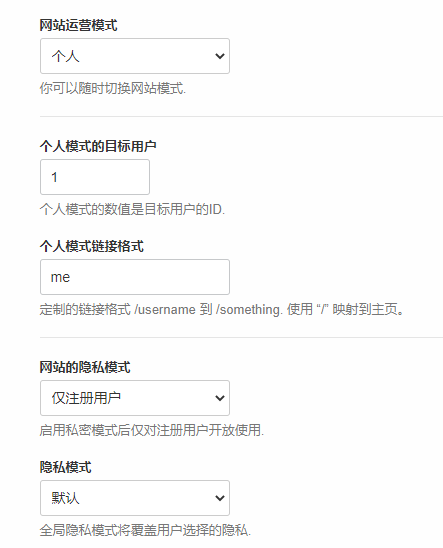 网站运营模式
个人
你可以随时切换网站模式.
个人模式的目标用户
1
个人模式的数值是目标用户的ID.
个人模式链接格式
me
定制的链接格式 /username 到 /something. 使用 “/” 映射到主页。
网站的隐私模式
仅注册用户
启用私密模式后仅对注册用户开放使用.
隐私模式
默认
全局隐私模式将覆盖用户选择的隐私.